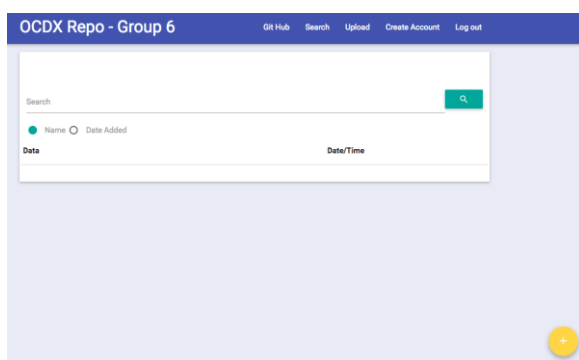 OCDX Repo - Group 6 Git Hub Search Upload Create Account Log out
Search
Name Date Added
Data Date/Time
+